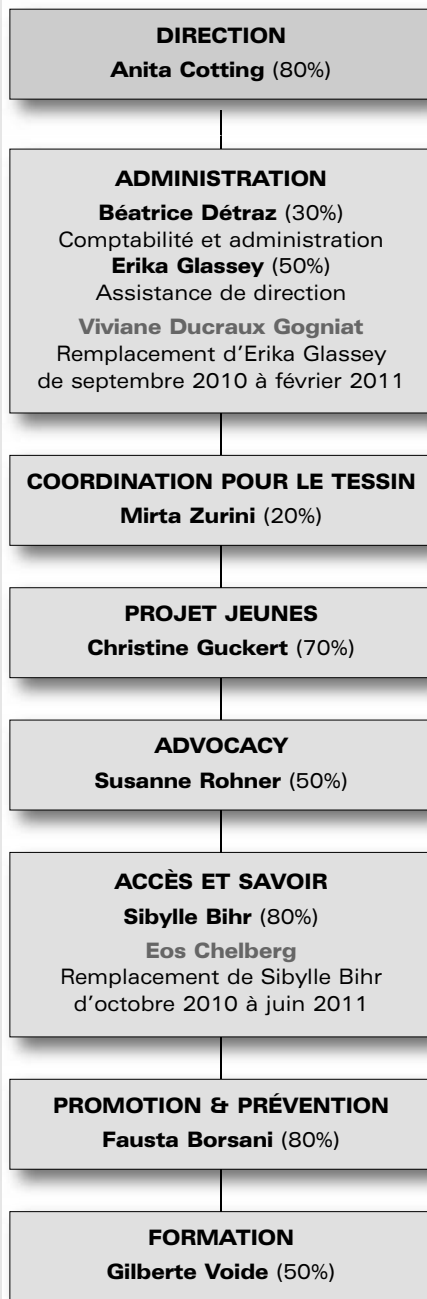 DIRECTION
Anita Cotting (80%)
ADMINISTRATION
Béatrice Détraz (30%)
Comptabilité et administration
Erika Glassey (50%)
Assistance de direction
Viviane Ducraux Gogniat
Remplacement d'Erika Glassey
de septembre 2010 à février 2011
COORDINATION POUR LE TESSIN
Mirta Zurini (20%)
PROJET JEUNES
Christine Guckert (70%)
ADVOCACY
Susanne Rohner (50%)
ACCÈS ET SAVOIR
Sibylle Bihr (80%)
Eos Chelberg
Remplacement de Sibylle Bihr
d'octobre 2010 à juin 2011
PROMOTION & PRÉVENTION
Fausta Borsani (80%)
FORMATION
Gilberte Voide (50%)